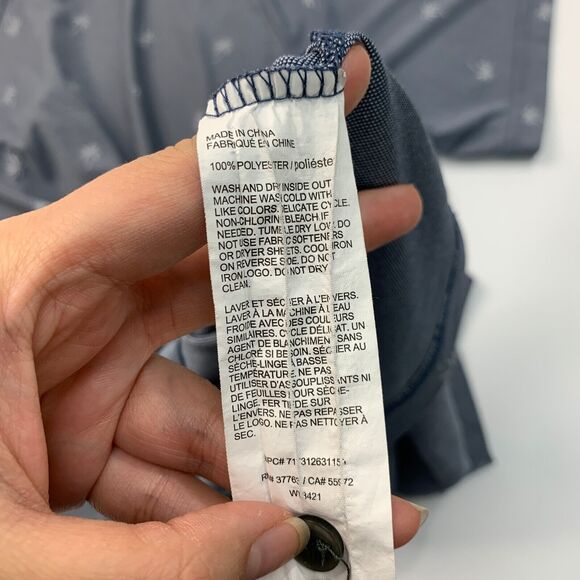 MADE IN CHINA
FABRIQUÉ EN CHINE
100% POLYESTER / poliéster
WASH AND DRY INSIDE OUT
MACHINE WASH COLD WITH
LIKE COLORS. DELICATE CYCLE.
NON-CHLORINE BLEACH IF
NEEDED. TUMBLE DRY LOW. DO
NOT USE FABRIC SOFTENERS
OR DRYER SHEETS. COOL IRON
ON REVERSE SIDE. DO NOT
IRON LOGO. DO NOT DRY
CLEAN.
LAVER ET SÉCHER À L'ENVERS.
LAVER À LA MACHINE À L'EAU
FROIDE AVEC DES COULEURS
SIMILAIRES. CYCLE DÉLICAT. UN
AGENT DE BLANCHIMENT SANS
CHLORE SI BESOIN. SÉCHER AU
SÈCHE-LINGE À BASSE
TEMPÉRATURE. NE PAS
UTILISER D'ASSOUPLISSANTS NI
DE FEUILLES POUR SÈCHE-
LINGE. FER TIÈDE SUR
L'ENVERS. NE PAS REPASSER
LE LOGO. NE PAS NETTOYER À
SEC.
/ CA#